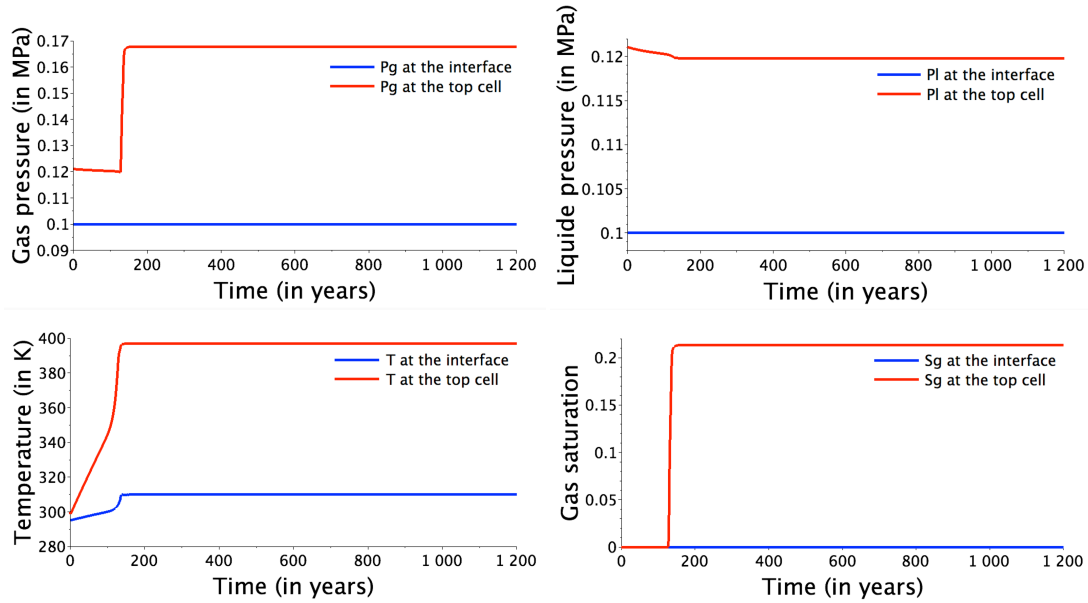 Gas pressure (in MPa)
0.17
0.16
0.15
0.14
0.13
0.12
0.11
0.1
0.09
Pg at the interface
Pg at the top cell
0 200 400 600 800 1 000 1 200
Time (in years)
Liquide pressure (in MPa)
0.12
0.115
0.11
0.105
0.1
Pl at the interface
Pl at the top cell
0 200 400 600 800 1 000 1 200
Time (in years)
Temperature (in K)
400
380
360
340
320
300
280
T at the interface
T at the top cell
0 200 400 600 800 1 000 1 200
Time (in years)
Gas saturation
0.2
0.15
0.1
0.05
0
Sg at the interface
Sg at the top cell
0 200 400 600 800 1 000 1 200
Time (in years)